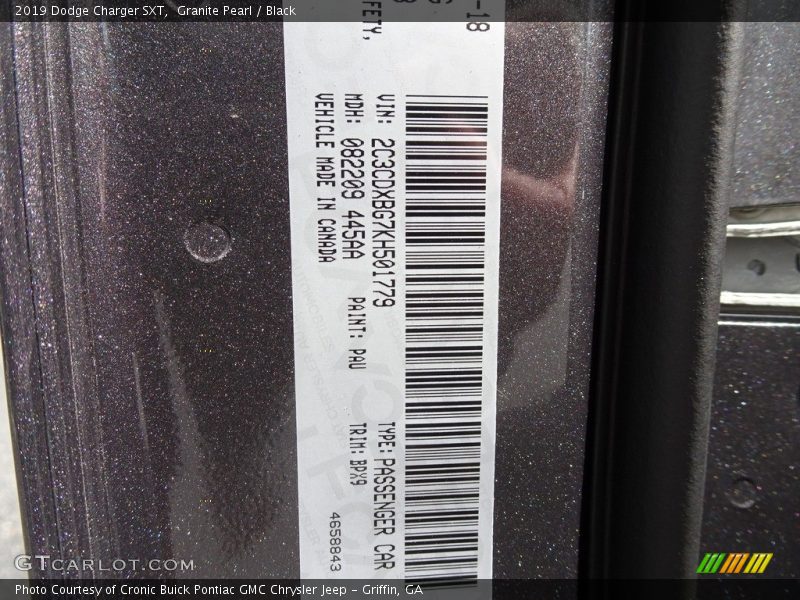 2019 Dodge Charger SXT,  Granite Pearl / Black
-18
FETY,
VIN: 2C3CDXBG7KH501779
TYPE: PASSENGER CAR
MDH: 082209 445AA
PAINT: PAU
TRIM: BPX9
VEHICLE MADE IN CANADA
4658843
GTCARLOT.COM
Photo Courtesy of Cronic Buick Pontiac GMC Chrysler Jeep - Griffin, GA